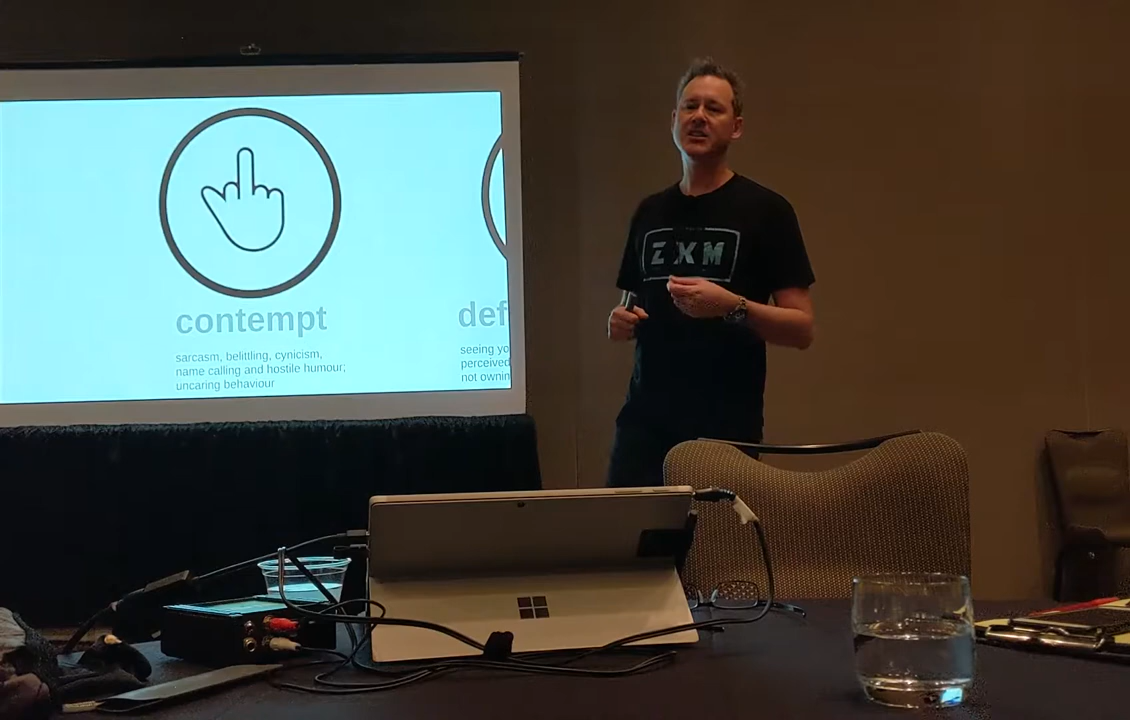 contempt
sarcasm, belittling, cynicism,
name calling and hostile humour;
uncaring behaviour
def
seeing yo
perceived
not ownin
ZXM